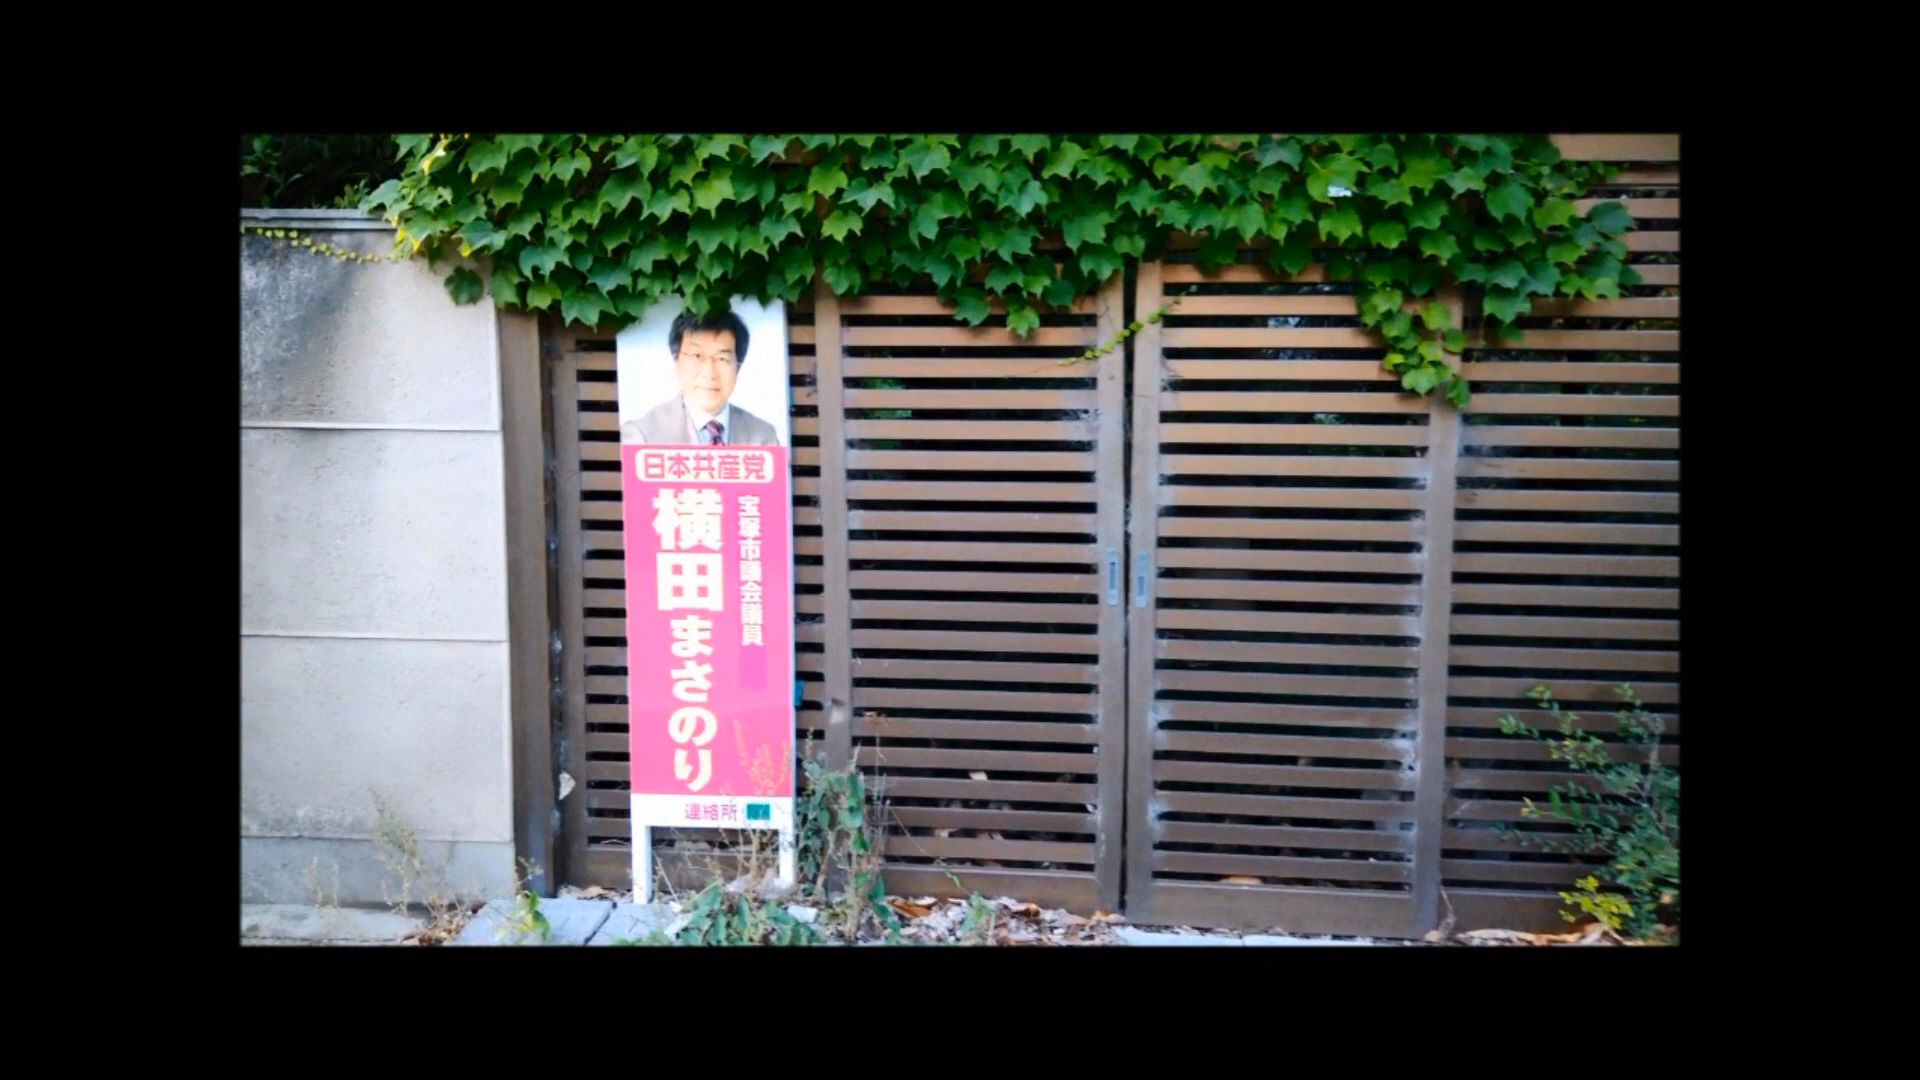 日本共産党
宝塚市議会議員
横田まさのり
連絡所